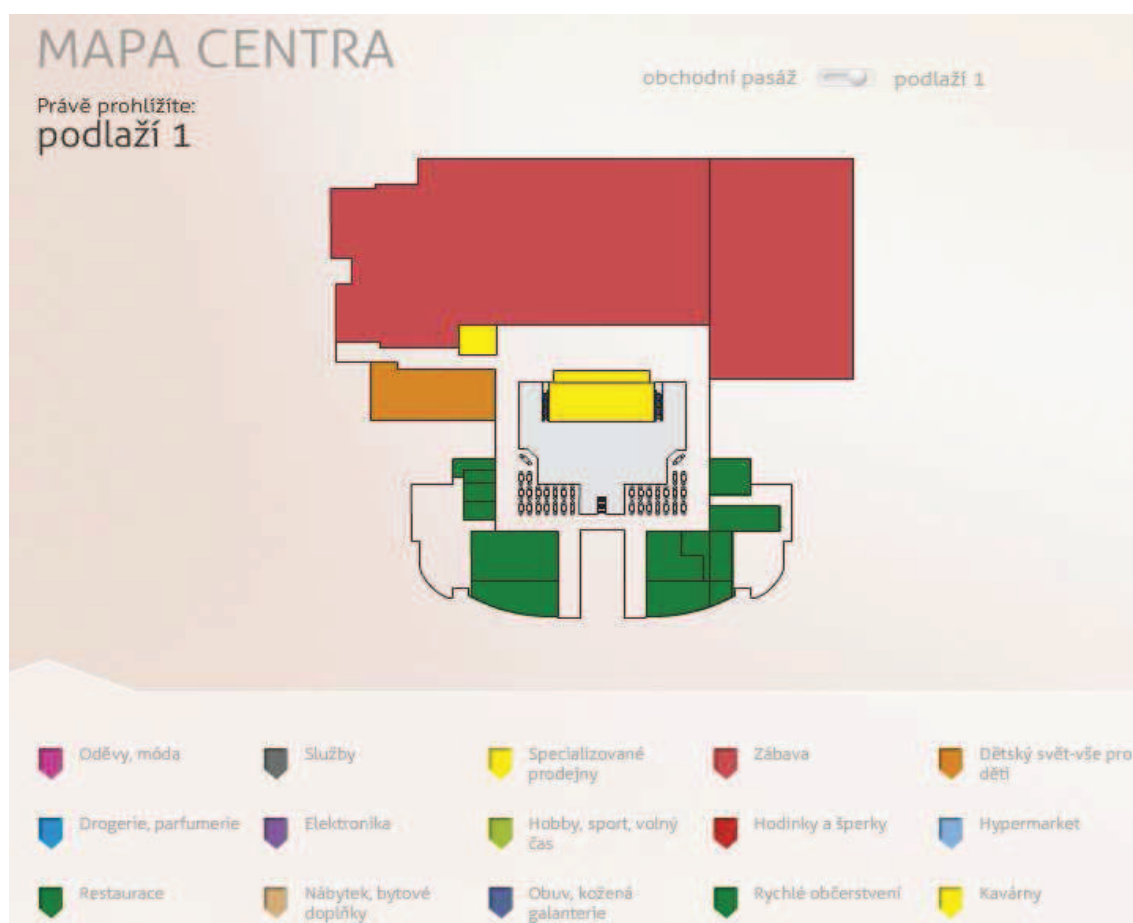 MAPA CENTRA
Právě prohlížíte:
podlaží 1
obchodní pasáž podlaží 1
Oděvy, móda
Služby
Specializované
prodejny
Zábava
Dětský svět-vše pro
děti
Drogerie, parfumerie
Elektronika
Hobby, sport, volný
čas
Hodinky a šperky
Hypermarket
Restaurace
Nábytek, bytové
doplňky
Obuv, kožená
galanterie
Rychlé občerstvení
Kavárny